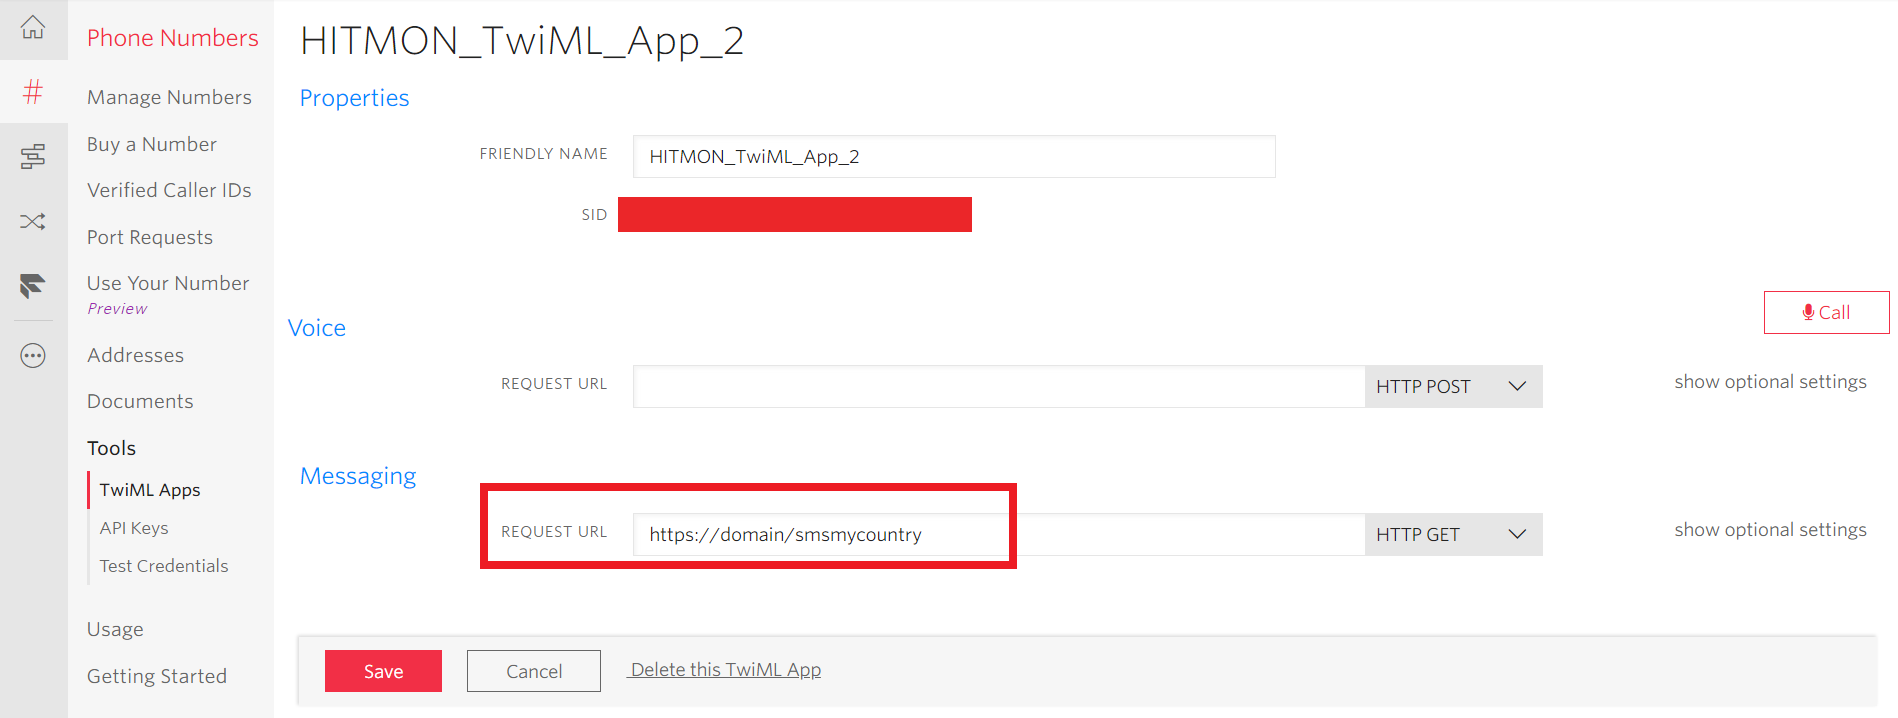 Phone Numbers
Manage Numbers
Buy a Number
Verified Caller IDs
Port Requests
Use Your Number
Preview
Addresses
Documents
Tools
TwiML Apps
API Keys
Test Credentials
Usage
Getting Started
HITMON_TwiML_App_2
Properties
FRIENDLY NAME HITMON_TwiML_App_2
SID
Call
Voice
REQUEST URL HTTP POST show optional settings
Messaging
REQUEST URL https://domain/smsmycountry HTTP GET show optional settings
Save Cancel Delete this TwiML App